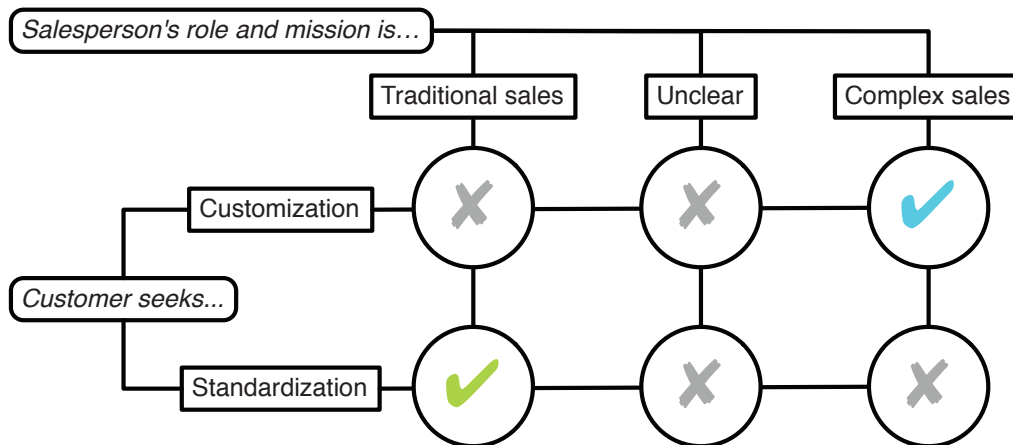 Salesperson's role and mission is…
Traditional sales
Unclear
Complex sales
Customization
Customer seeks...
Standardization